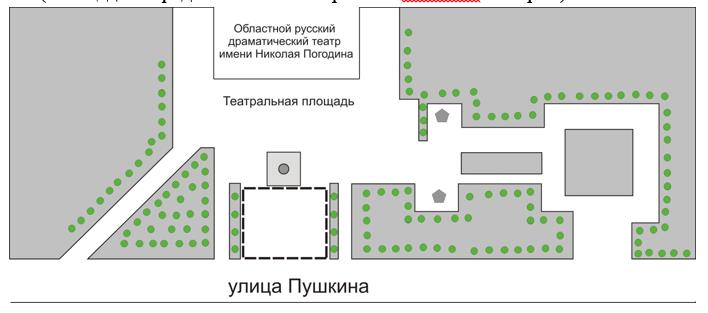 Областной русский
драматический театр
имени Николая Погодина
Театральная площадь
улица Пушкина